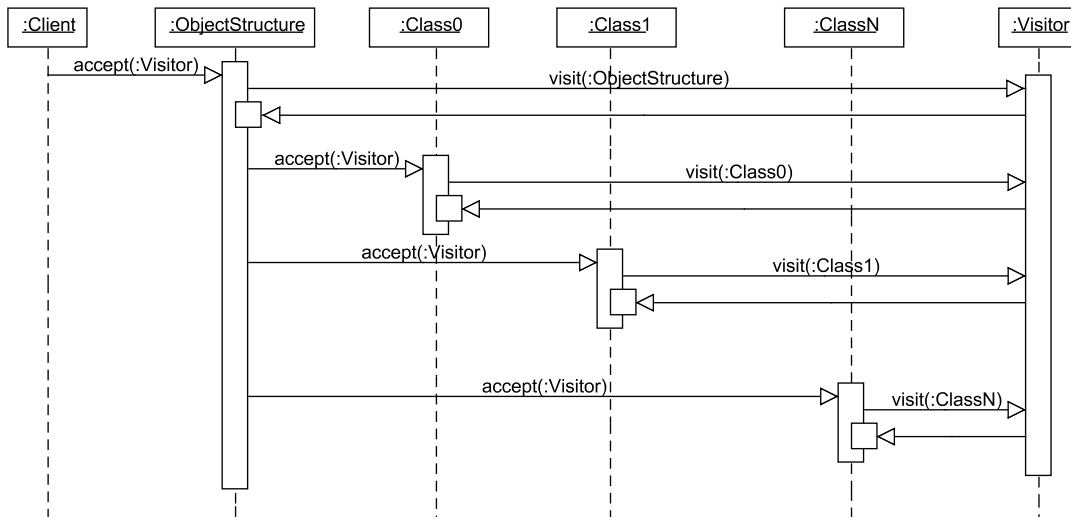 :Client
:ObjectStructure
:Class0
:Class1
:ClassN
:Visitor
accept(:Visitor)
visit(:ObjectStructure)
accept(:Visitor)
visit(:Class0)
accept(:Visitor)
visit(:Class1)
accept(:Visitor)
visit(:ClassN)